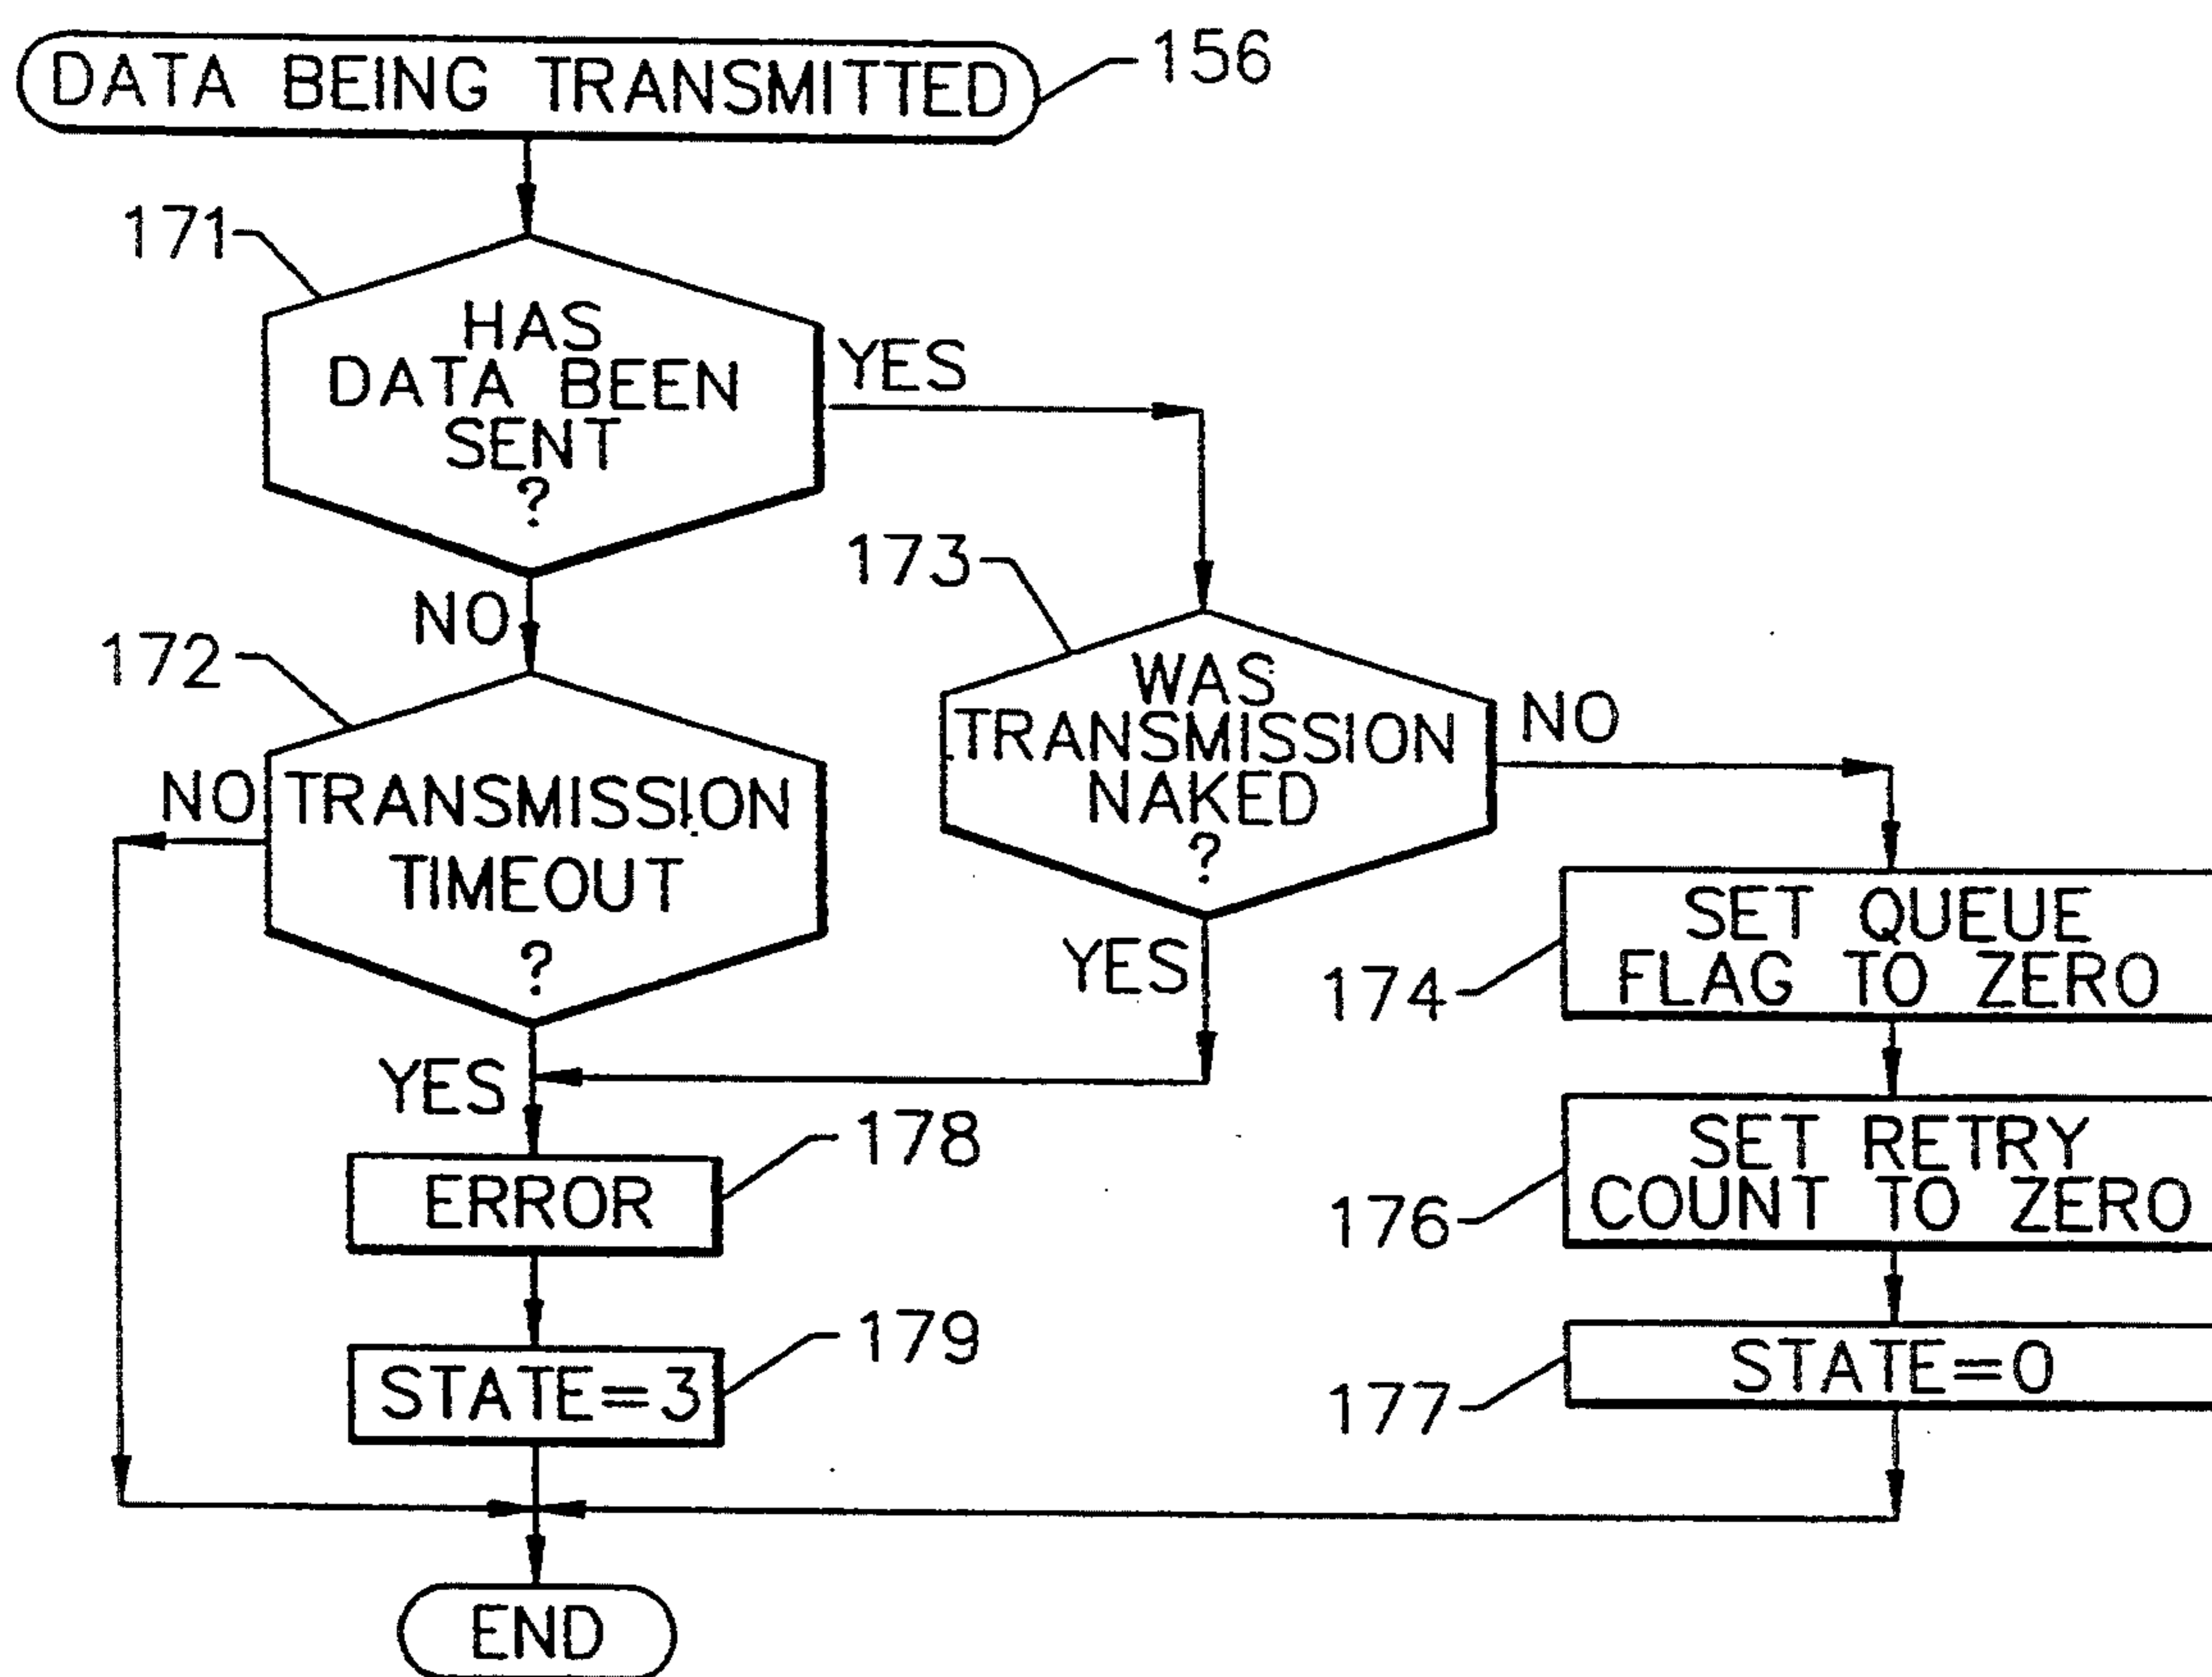 DATA BEING TRANSMITTED
156
171
HAS
DATA BEEN
SENT
?
YES
NO
173
WAS
TRANSMISSION
NAKED
?
NO
YES
172
TRANSMISSION
TIMEOUT
?
NO
YES
174
SET QUEUE
FLAG TO ZERO
176
SET RETRY
COUNT TO ZERO
177
STATE=0
178
ERROR
179
STATE=3
END